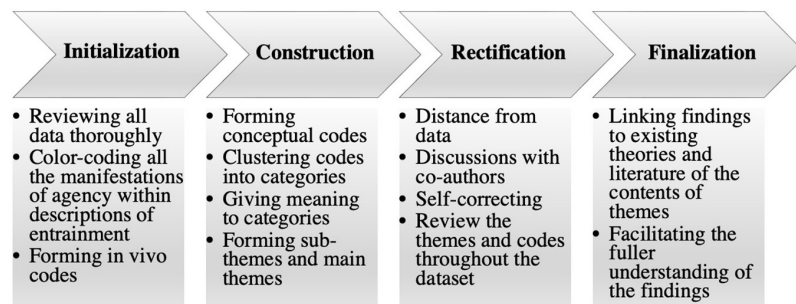 Initialization
Construction
Rectification
Finalization
• Reviewing all
data thoroughly
• Color-coding all
the manifestations
of agency within
descriptions of
entrainment
• Forming in vivo
codes
• Forming
conceptual codes
• Clustering codes
into categories
• Giving meaning
to categories
• Forming sub-
themes and main
themes
• Distance from
data
• Discussions with
co-authors
• Self-correcting
• Review the
themes and codes
throughout the
dataset
• Linking findings
to existing
theories and
literature of the
contents of
themes
• Facilitating the
fuller
understanding of
the findings